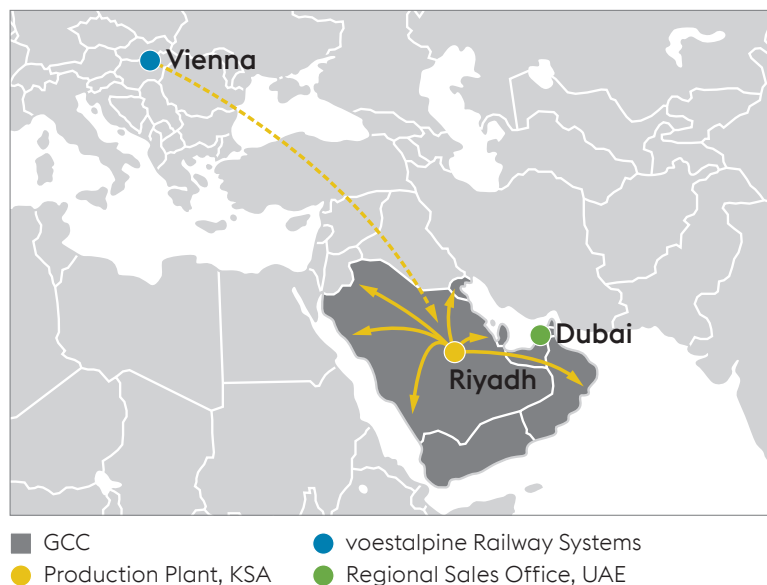 Vienna
Dubai
Riyadh
GCC
voestalpine Railway Systems
Production Plant, KSA
Regional Sales Office, UAE